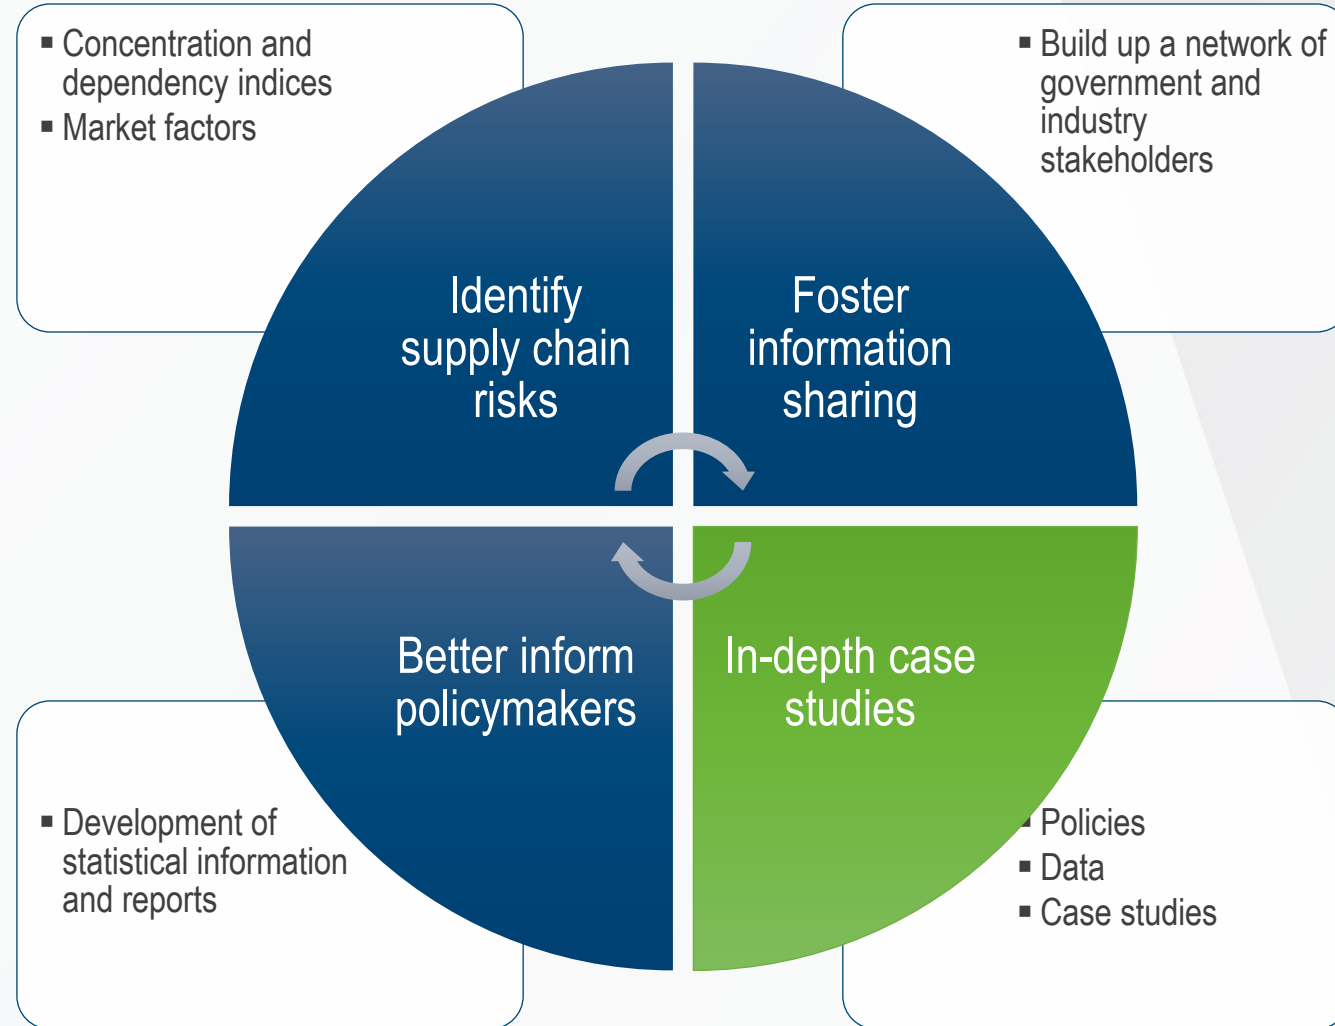 ▪ Concentration and
dependency indices
▪ Market factors
▪ Build up a network of
government and
industry
stakeholders
Identify
supply chain
risks
Foster
information
sharing
Better inform
policymakers
In-depth case
studies
▪ Development of
statistical information
and reports
▪ Policies
▪ Data
▪ Case studies